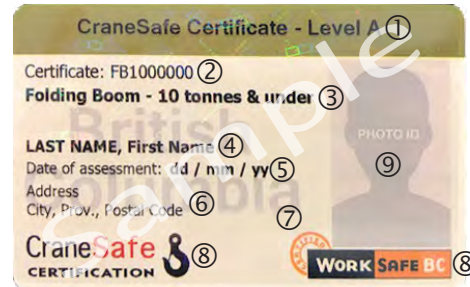 CraneSafe Certificate - Level A ①
Certificate: FB1000000 ②
Folding Boom - 10 tonnes & under ③
British
Columbia
Sample
LAST NAME, First Name ④
PHOTO ID
Date of assessment: dd / mm / yy ⑤
⑨
Address
City, Prov., Postal Code ⑥
⑦
CraneSafe
CERTIFICATION ⑧
CERTIFIED
WORK SAFE BC ⑧